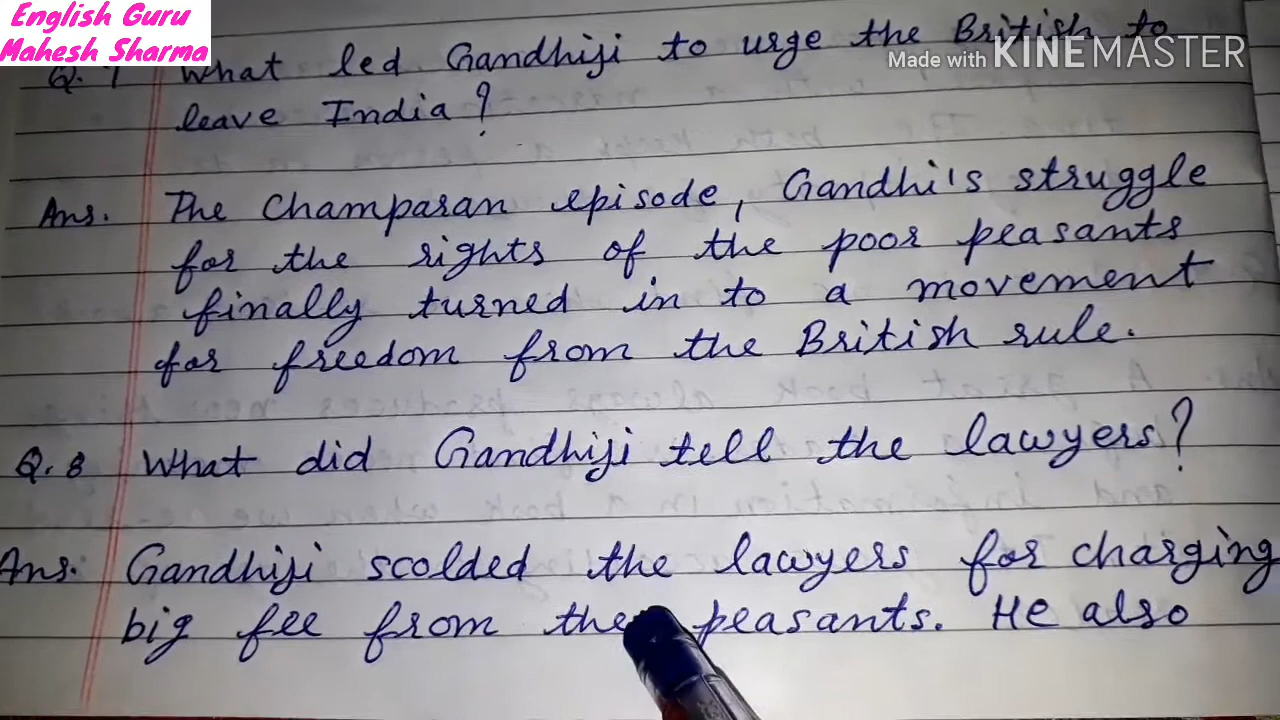 English Guru
Mahesh Sharma
Made with KINEMASTER
Q. 7 What led Gandhiji to urge the British to
leave India?
Ans. The Champaran episode, Gandhi's struggle
for the rights of the poor peasants
finally turned in to a movement
for freedom from the British rule.
Q. 8 What did Gandhiji tell the lawyers?
Ans. Gandhiji scolded the lawyers for charging
big fee from the peasants. He also